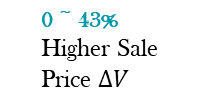 0 ~ 43%
Higher Sale
Price ΔV